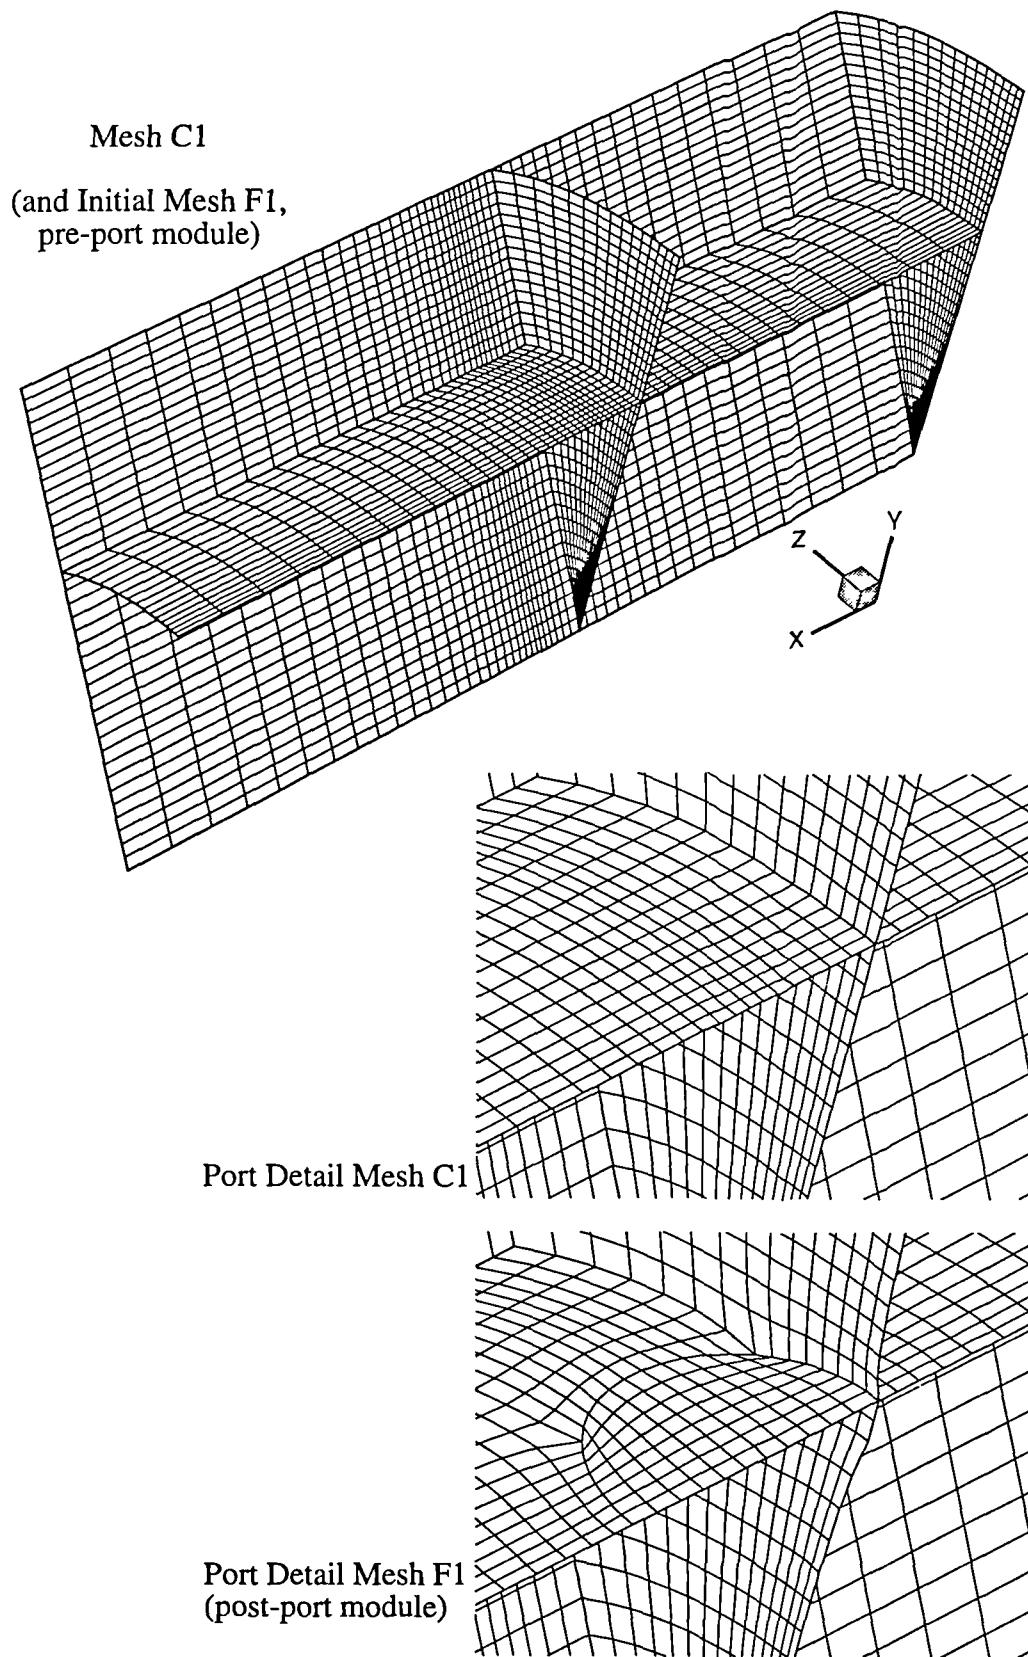 Mesh C1
(and Initial Mesh F1,
pre-port module)
Z
Y
X
Port Detail Mesh C1
Port Detail Mesh F1
(post-port module)